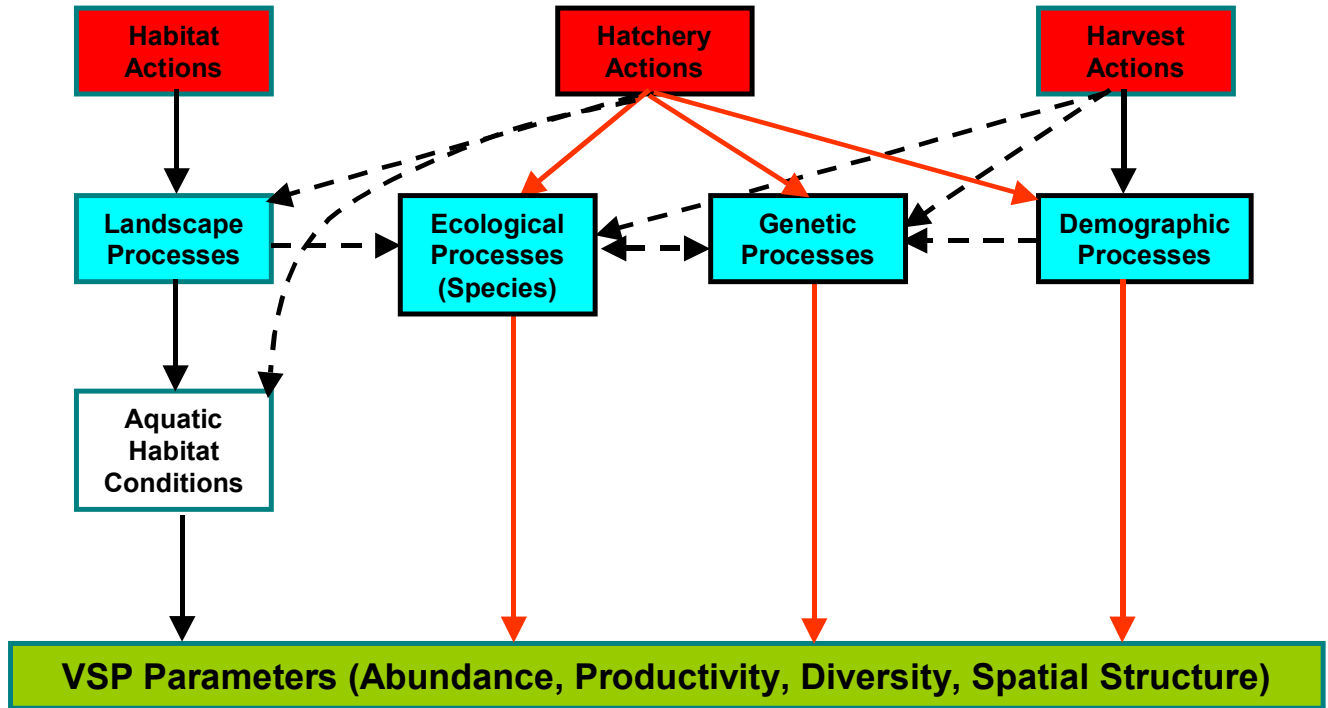 Habitat
Actions
Hatchery
Actions
Harvest
Actions
Landscape
Processes
Ecological
Processes
(Species)
Genetic
Processes
Demographic
Processes
Aquatic
Habitat
Conditions
VSP Parameters (Abundance, Productivity, Diversity, Spatial Structure)